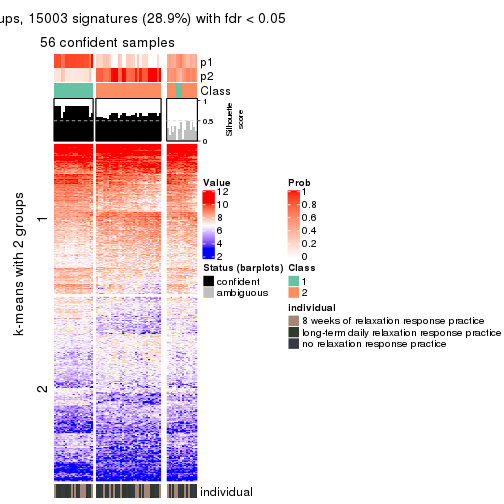 ups, 15003 signatures (28.9%) with fdr < 0.05
56 confident samples
p1
p2
Class
1
0.5
0
Silhouette
score
k-means with 2 groups
1
2
individual
Value
12
10
8
6
4
2
Prob
1
0.8
0.6
0.4
0.2
0
Status (barplots)
confident
ambiguous
Class
1
2
individual
8 weeks of relaxation response practice
long-term daily relaxation response practice
no relaxation response practice